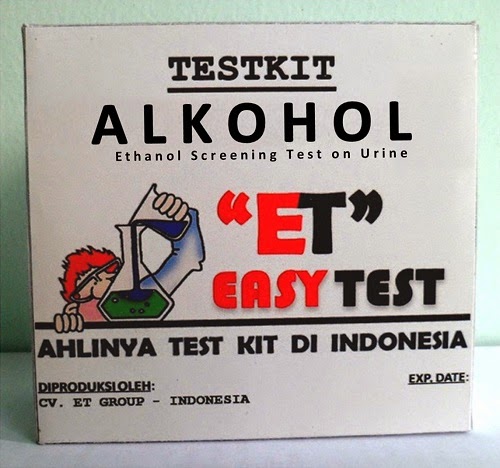 TESTKIT
ALKOHOL
Ethanol Screening Test on Urine
“ET”
EASY TEST
AHLINYA TEST KIT DI INDONESIA
DIPRODUKSI OLEH:
EXP. DATE:
CV. ET GROUP - INDONESIA